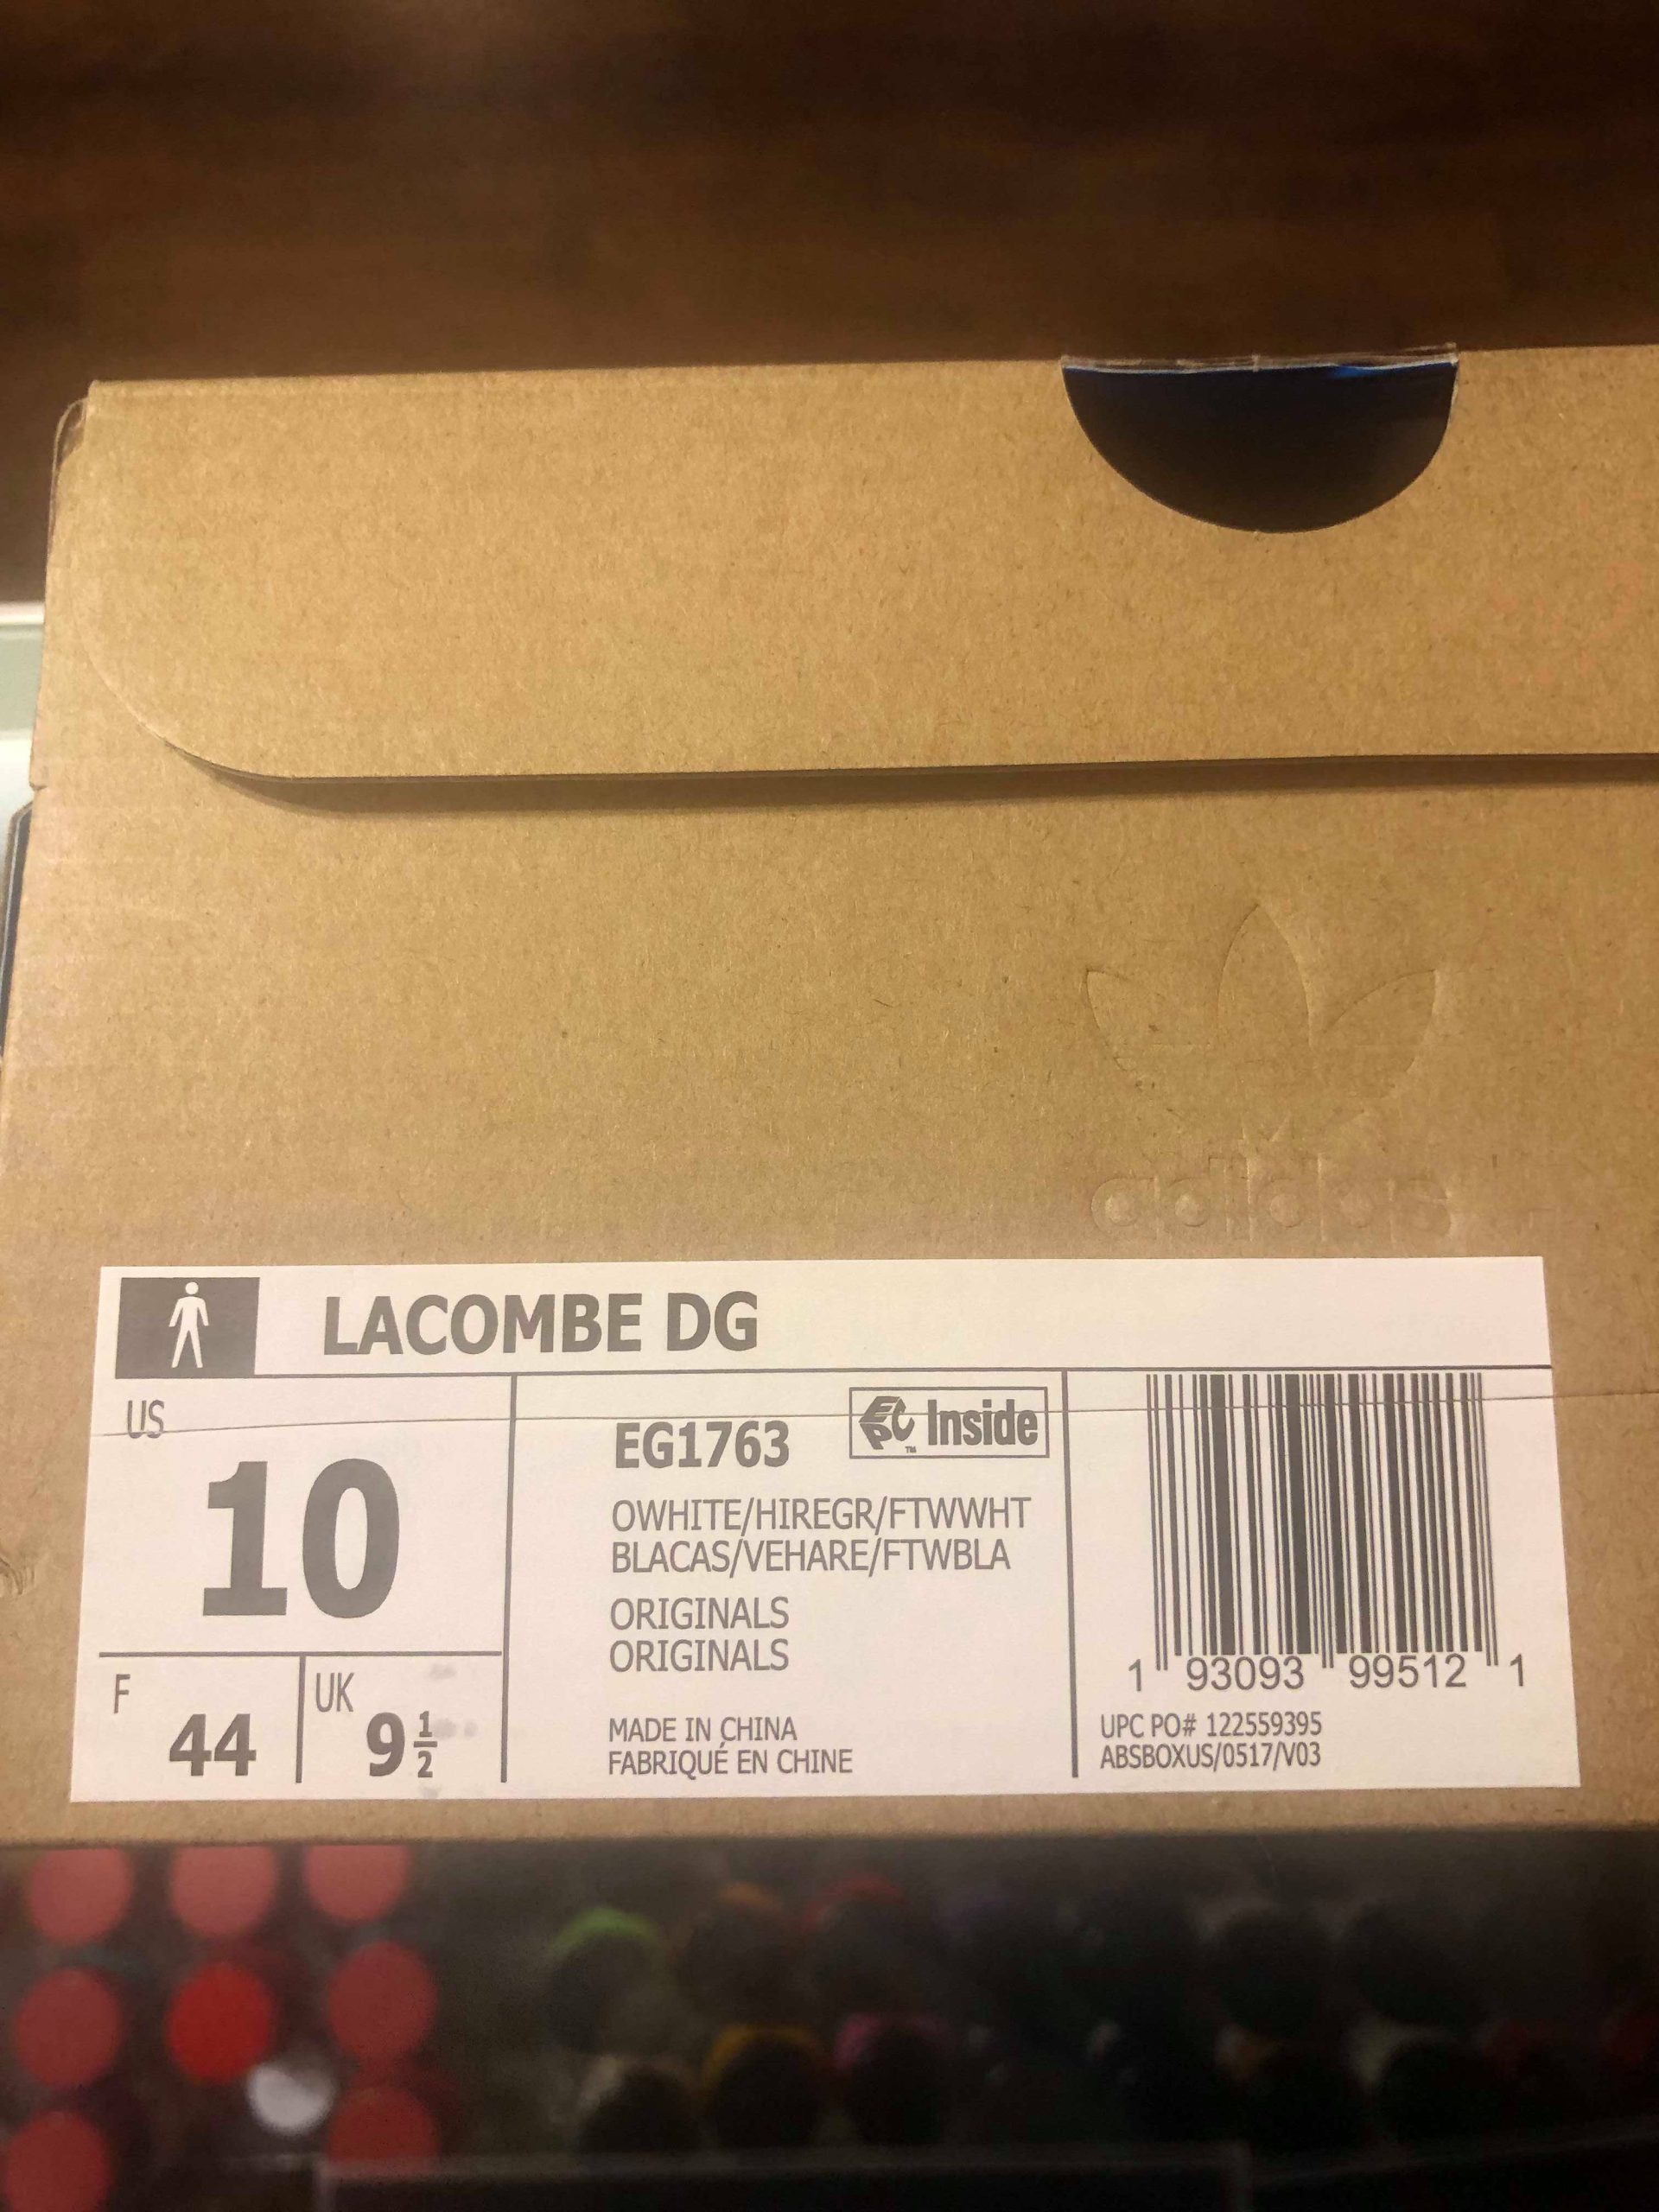 adidas
LACOMBE DG
US
10
F
44
UK
9 1/2
EG1763
EPC™ Inside
OWHITE/HIREGR/FTWWHT
BLACAS/VEHARE/FTWBLA
ORIGINALS
ORIGINALS
MADE IN CHINA
FABRIQUÉ EN CHINE
1 93093 99512 1
UPC PO# 122559395
ABSBOXUS/0517/V03